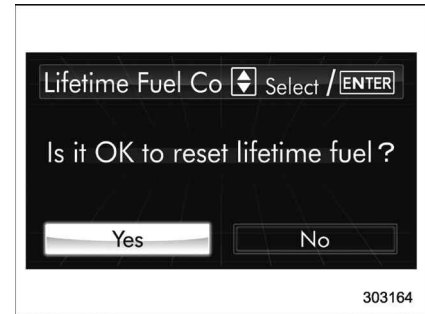 Lifetime Fuel Co Select / ENTER
Is it OK to reset lifetime fuel?
Yes No
303164